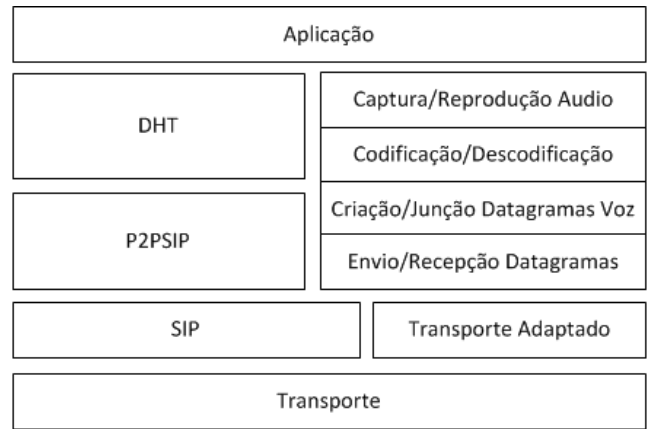 Aplicação
DHT
P2PSIP
Captura/Reprodução Audio
Codificação/Descodificação
Criação/Junção Datagramas Voz
Envio/Recepção Datagramas
SIP
Transporte Adaptado
Transporte